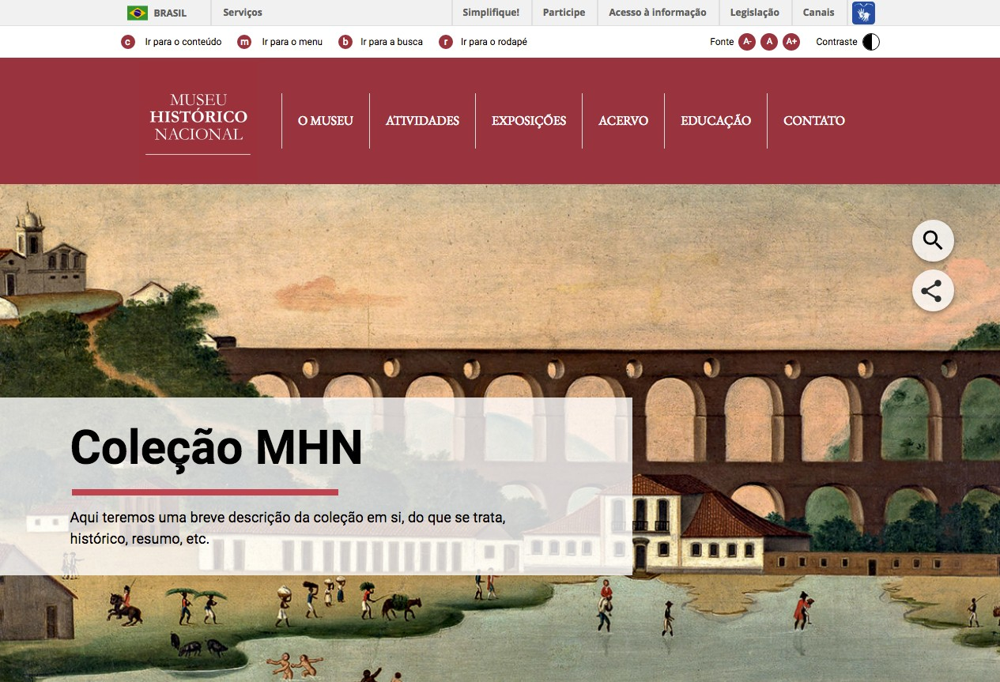 BRASIL
Serviços
Simplifique!
Participe
Acesso à informação
Legislação
Canais
c Ir para o conteúdo
m Ir para o menu
b Ir para a busca
r Ir para o rodapé
Fonte A- A A+
Contraste
MUSEU
HISTÓRICO
NACIONAL
O MUSEU
ATIVIDADES
EXPOSIÇÕES
ACERVO
EDUCAÇÃO
CONTATO
Coleção MHN
Aqui teremos uma breve descrição da coleção em si, do que se trata,
histórico, resumo, etc.